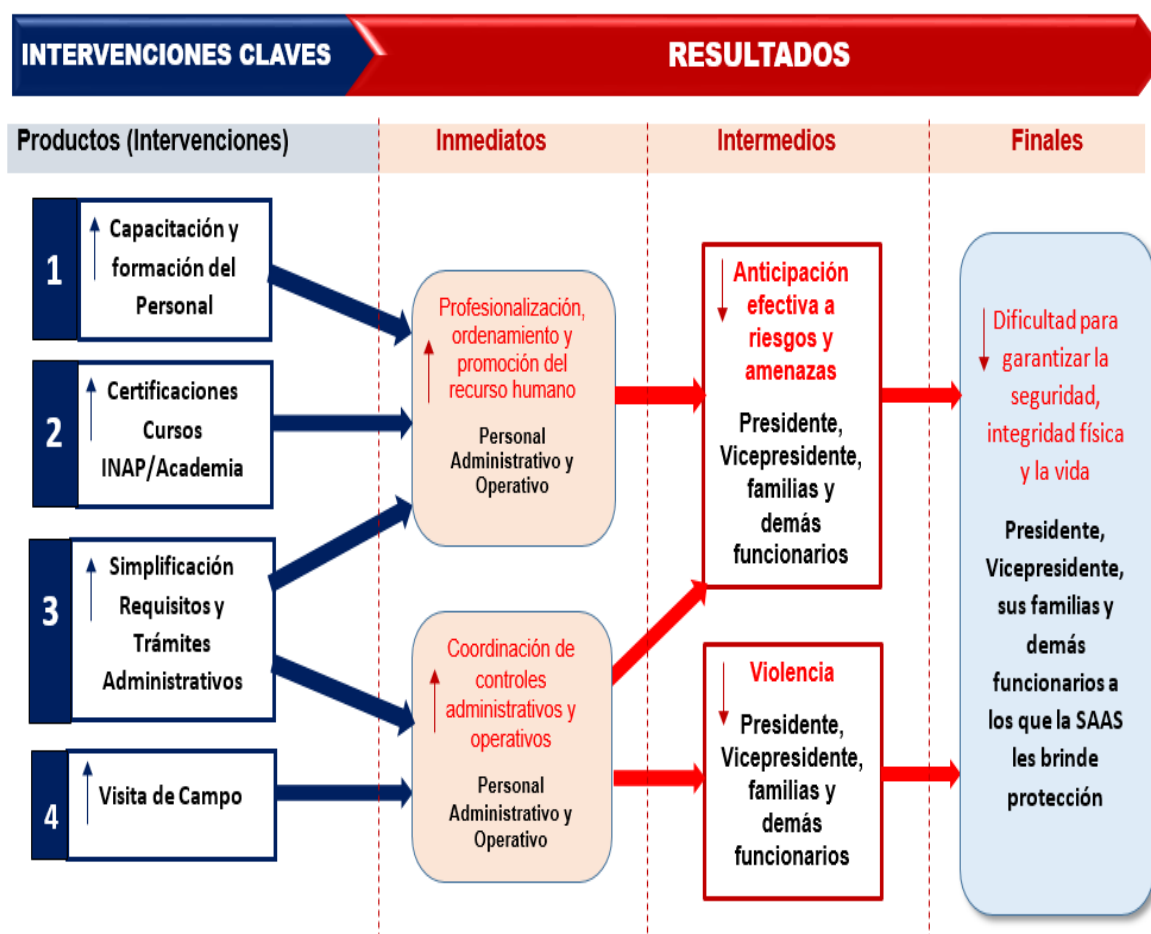 INTERVENCIONES CLAVES
RESULTADOS
Productos (Intervenciones)
Inmediatos
Intermedios
Finales
1
Capacitación y
formación del
Personal
2
Certificaciones
Cursos
INAP/Academia
3
Simplificación
Requisitos y
Trámites
Administrativos
4
Visita de Campo
Profesionalización,
ordenamiento y
promoción del
recurso humano
Personal
Administrativo y
Operativo
Coordinación de
controles
administrativos y
operativos
Personal
Administrativo y
Operativo
Anticipación
efectiva a
riesgos y
amenazas
Presidente,
Vicepresidente,
familias y
demás
funcionarios
Violencia
Presidente,
Vicepresidente,
familias y
demás
funcionarios
Dificultad para
garantizar la
seguridad,
integridad física
y la vida
Presidente,
Vicepresidente,
sus familias y
demás
funcionarios a
los que la SAAS
les brinde
protección